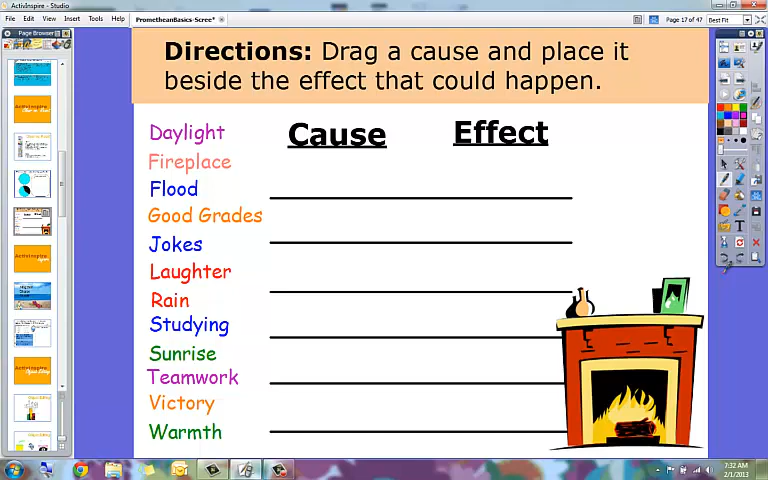 ActivInspire - Studio
File Edit View Insert Tools Help
PrometheanBasics-Scree*
Page 17 of 47
Best Fit
Page Browser
Directions: Drag a cause and place it
beside the effect that could happen.
Cause Effect
Daylight
Fireplace
Flood
Good Grades
Jokes
Laughter
Rain
Studying
Sunrise
Teamwork
Victory
Warmth
7:32 AM
2/1/2013